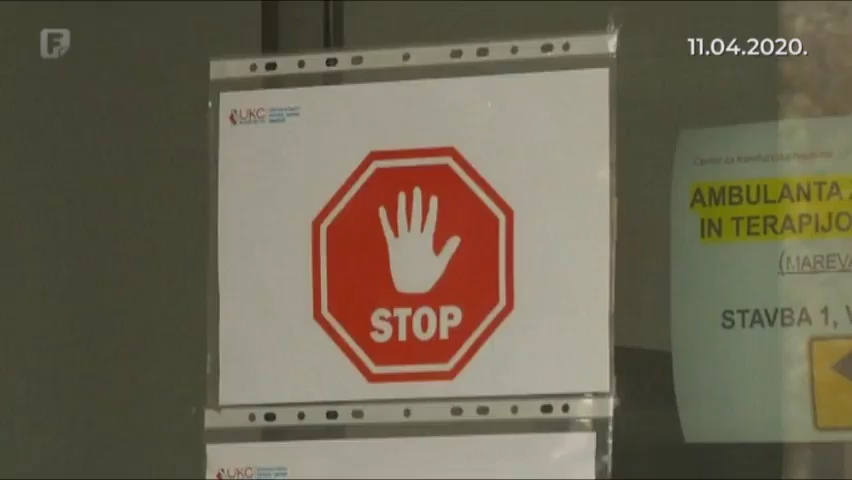 11.04.2020.
UKC
STOP
AMBULANTA
IN TERAPIJO
(MAREVA
STAVBA 1, V
UKC